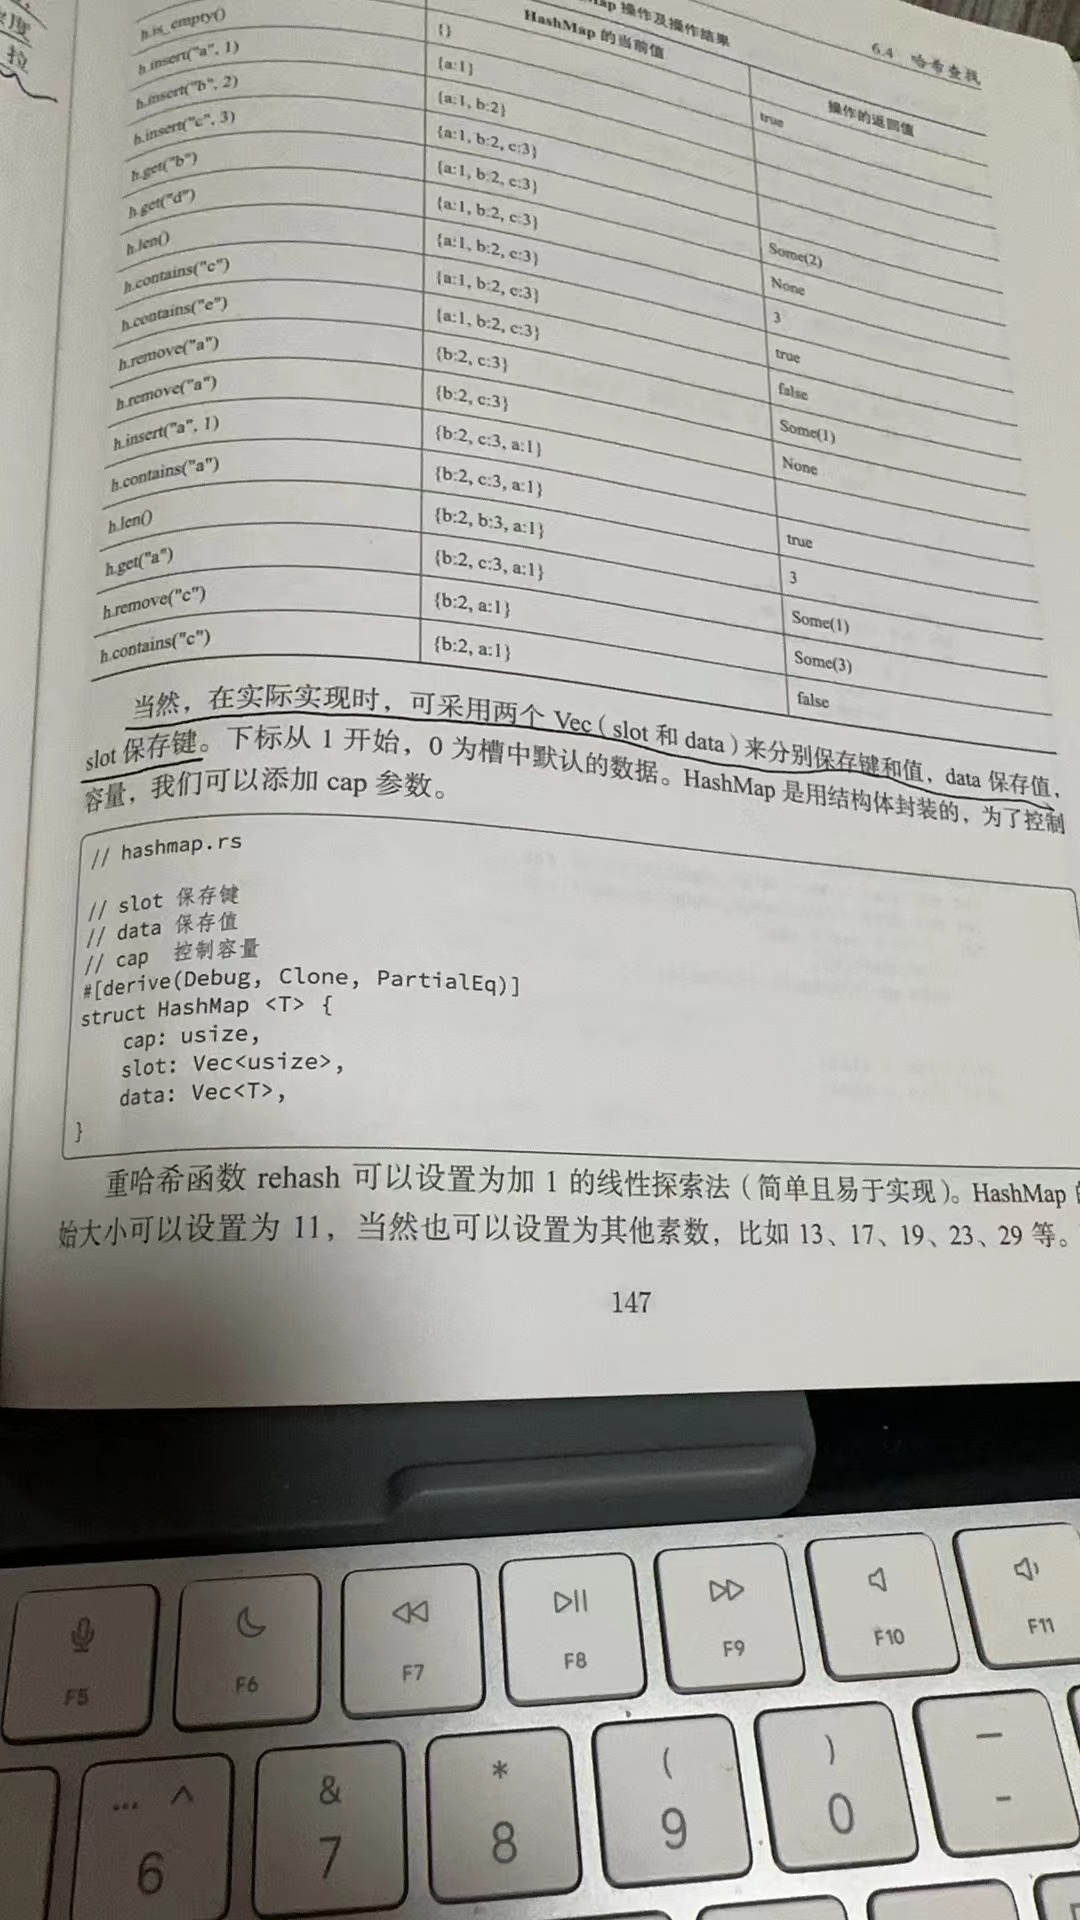 拉
6.4 哈希查找
Map 操作及操作结果
HashMap 的当前值 操作的返回值
h.is_empty() {} true
h.insert("a", 1) {a:1}
h.insert("b", 2) {a:1, b:2}
h.insert("c", 3) {a:1, b:2, c:3}
h.get("b") {a:1, b:2, c:3} Some(2)
h.get("d") {a:1, b:2, c:3} None
h.len() {a:1, b:2, c:3} 3
h.contains("c") {a:1, b:2, c:3} true
h.contains("e") {a:1, b:2, c:3} false
h.remove("a") {b:2, c:3} Some(1)
h.remove("a") {b:2, c:3} None
h.insert("a", 1) {b:2, c:3, a:1}
h.contains("a") {b:2, c:3, a:1} true
h.len() {b:2, b:3, a:1} 3
h.get("a") {b:2, c:3, a:1} Some(1)
h.remove("c") {b:2, a:1} Some(3)
h.contains("c") {b:2, a:1} false
当然，在实际实现时，可采用两个 Vec（slot 和 data）来分别保存键和值，data 保存值，
slot 保存键。下标从 1 开始，0 为槽中默认的数据。HashMap 是用结构体封装的，为了控制
容量，我们可以添加 cap 参数。
// hashmap.rs
// slot 保存键
// data 保存值
// cap 控制容量
#[derive(Debug, Clone, PartialEq)]
struct HashMap <T> {
cap: usize,
slot: Vec<usize>,
data: Vec<T>,
}
重哈希函数 rehash 可以设置为加 1 的线性探索法（简单且易于实现）。HashMap
始大小可以设置为 11，当然也可以设置为其他素数，比如 13、17、19、23、29 等。
147
F5 F6 F7 F8 F9 F10 F11
… ^ & * ( ) —
6 7 8 9 0 -